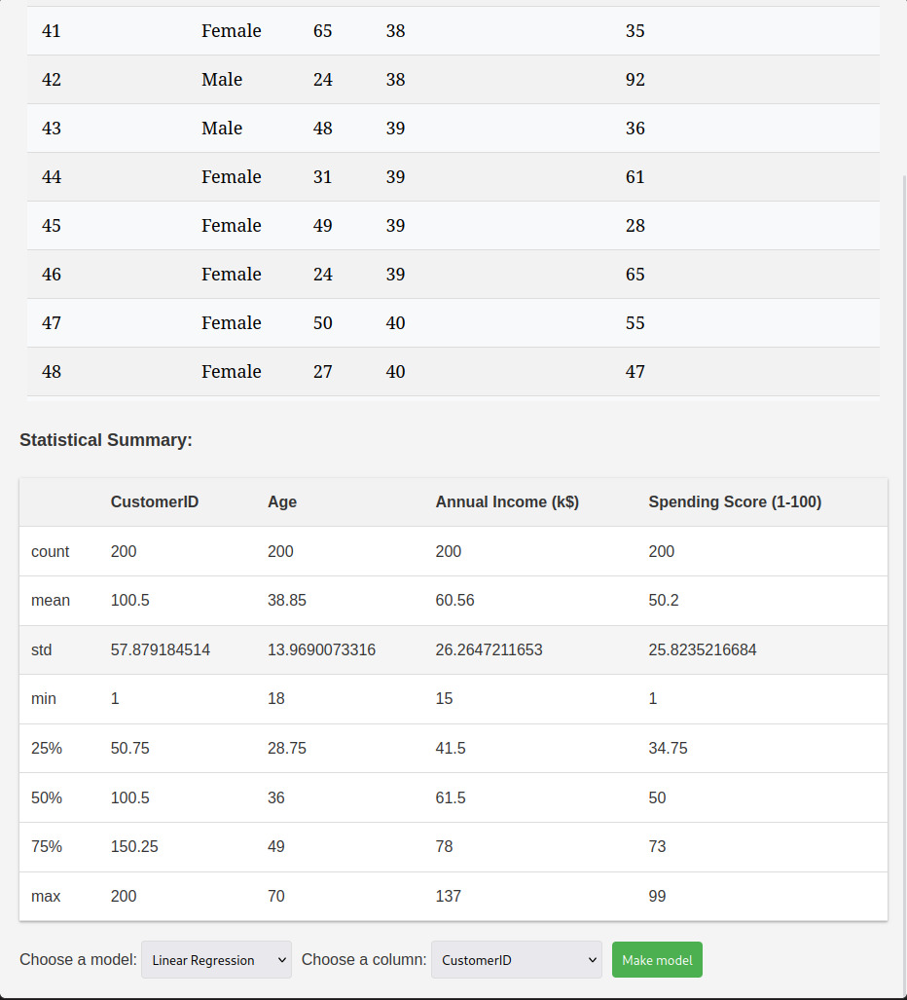 41 Female 65 38 35
42 Male 24 38 92
43 Male 48 39 36
44 Female 31 39 61
45 Female 49 39 28
46 Female 24 39 65
47 Female 50 40 55
48 Female 27 40 47
Statistical Summary:
CustomerID Age Annual Income (k$) Spending Score (1-100)
count 200 200 200 200
mean 100.5 38.85 60.56 50.2
std 57.879184514 13.9690073316 26.2647211653 25.8235216684
min 1 18 15 1
25% 50.75 28.75 41.5 34.75
50% 100.5 36 61.5 50
75% 150.25 49 78 73
max 200 70 137 99
Choose a model: Linear Regression Choose a column: CustomerID Make model